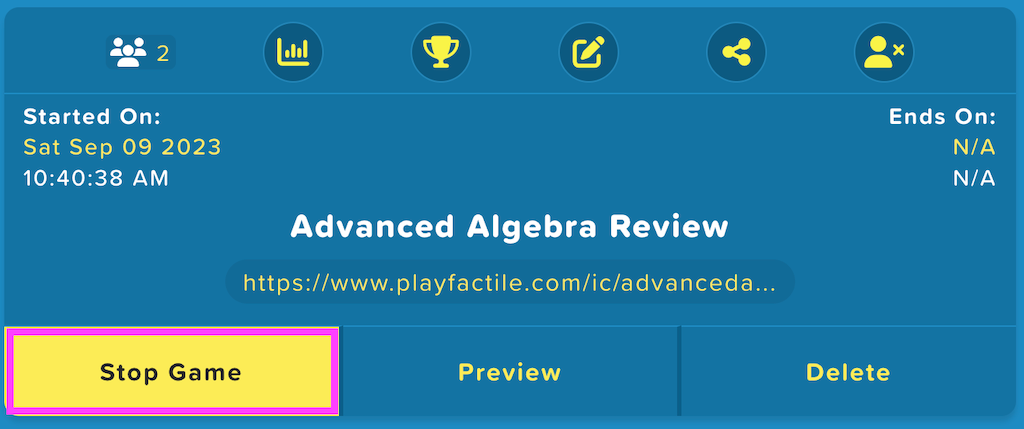 2
Started On:
Ends On:
Sat Sep 09 2023
N/A
10:40:38 AM
N/A
Advanced Algebra Review
https://www.playfactile.com/ic/advanceda...
Stop Game
Preview
Delete